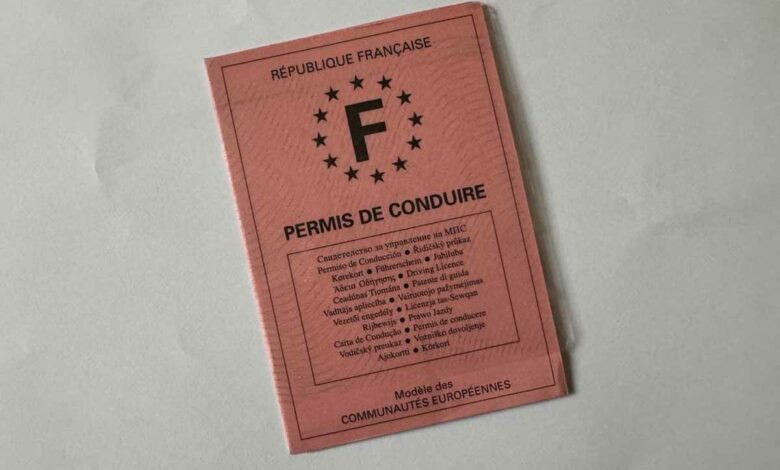 RÉPUBLIQUE FRANÇAISE
F
PERMIS DE CONDUIRE
Свидетелство за управление на МПС
Permiso de Conducción ● Řidičský průkaz
Kørekort ● Führerschein ● Juhiluba
Άδεια Οδήγησης ● Driving Licence
Ceadúnas Tiomána ● Patente di guida
Vadītāja apliecība ● Vairuotojo pažymėjimas
Vezetői engedély ● Liċenzja tas-Sewqan
Rijbewijs ● Prawo Jazdy
Carta de Condução ● Permis de conducere
Vodičský preukaz ● Vozniško dovoljenje
Ajokortti ● Körkort
Modèle des
COMMUNAUTÉS EUROPÉENNES